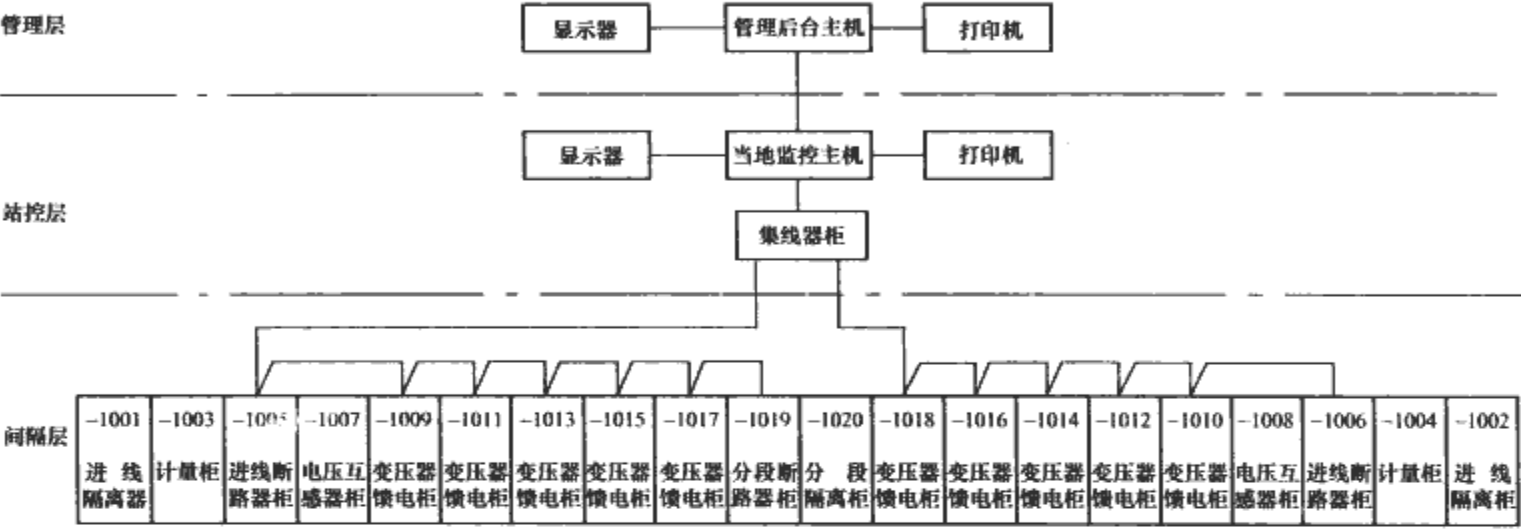 管理层
显示器
管理后台主机
打印机
显示器
当地监控主机
打印机
站控层
集线器柜
间隔层
-1001
-1003
-1005
-1007
-1009
-1011
-1013
-1015
-1017
-1019
-1020
-1018
-1016
-1014
-1012
-1010
-1008
-1006
-1004
-1002
进线
隔离器
计量柜
进线断
路器柜
电压互
感器柜
变压器
馈电柜
变压器
馈电柜
变压器
馈电柜
变压器
馈电柜
变压器
馈电柜
分段断
路器柜
分段
隔离柜
变压器
馈电柜
变压器
馈电柜
变压器
馈电柜
变压器
馈电柜
变压器
馈电柜
电压互
感器柜
进线断
路器柜
计量柜
进线
隔离柜